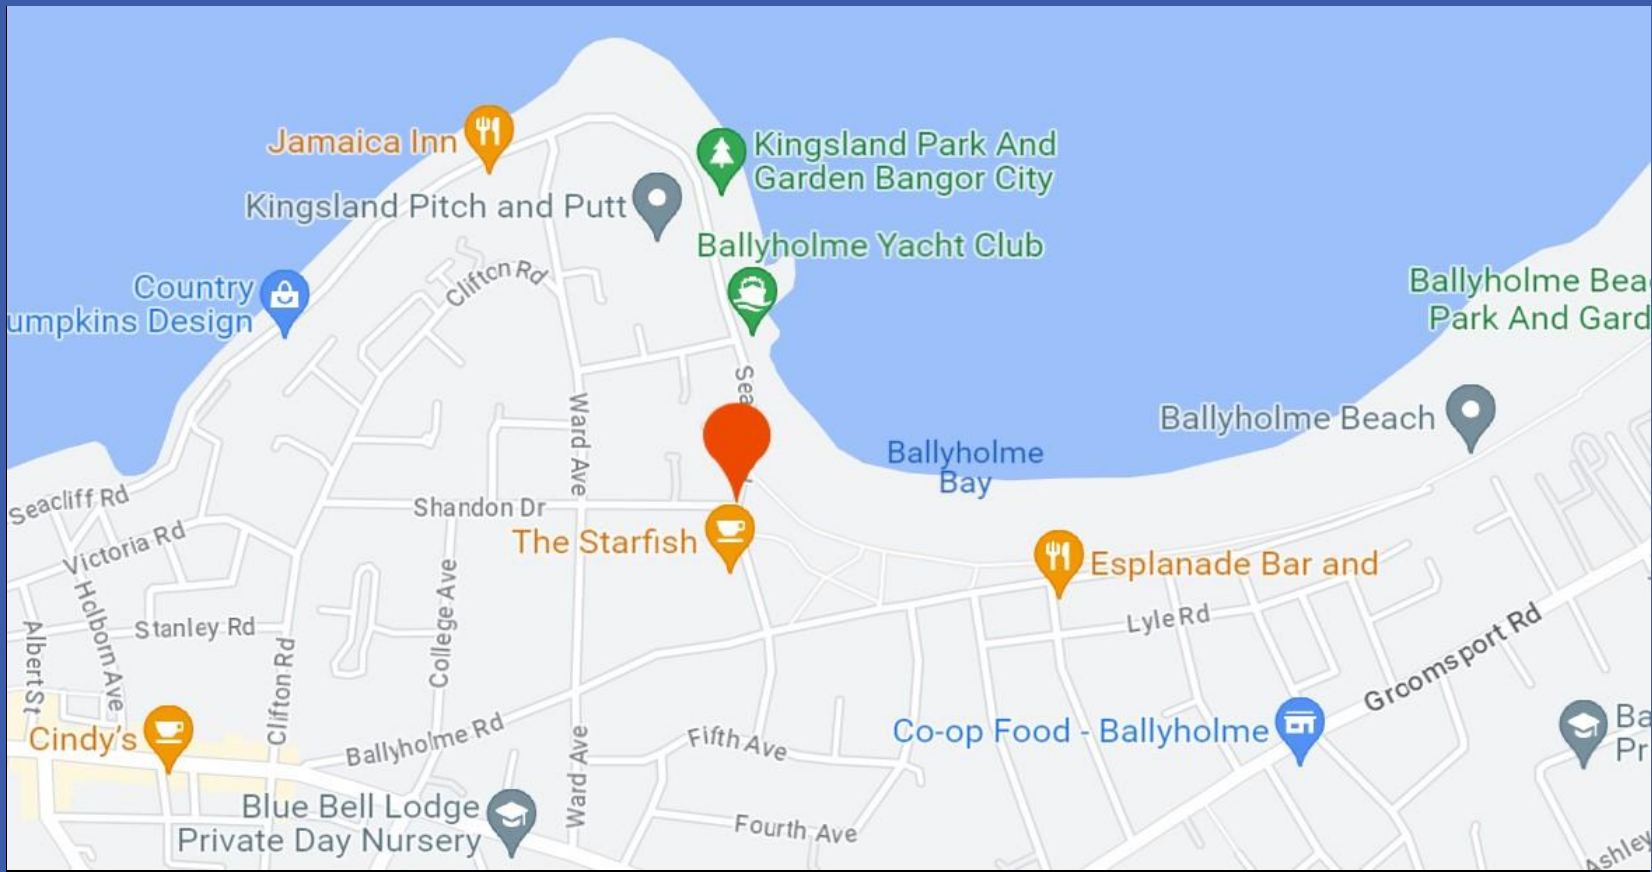 Jamaica Inn
Kingsland Park And
Garden Bangor City
Kingsland Pitch and Putt
Ballyholme Yacht Club
Clifton Rd
Country
umpkins Design
Ballyholme Bea
Park And Gard
Sea
Ward Ave
Ballyholme Beach
Ballyholme
Bay
Seacliff Rd
Shandon Dr
Victoria Rd
The Starfish
Esplanade Bar and
College Ave
Holborn Ave
Stanley Rd
Albert St
Lyle Rd
Groomsport Rd
Clifton Rd
Cindy's
Ballyholme Rd
Ward Ave
Fifth Ave
Co-op Food - Ballyholme
Ba
Pr
Blue Bell Lodge
Private Day Nursery
Fourth Ave
Ashley